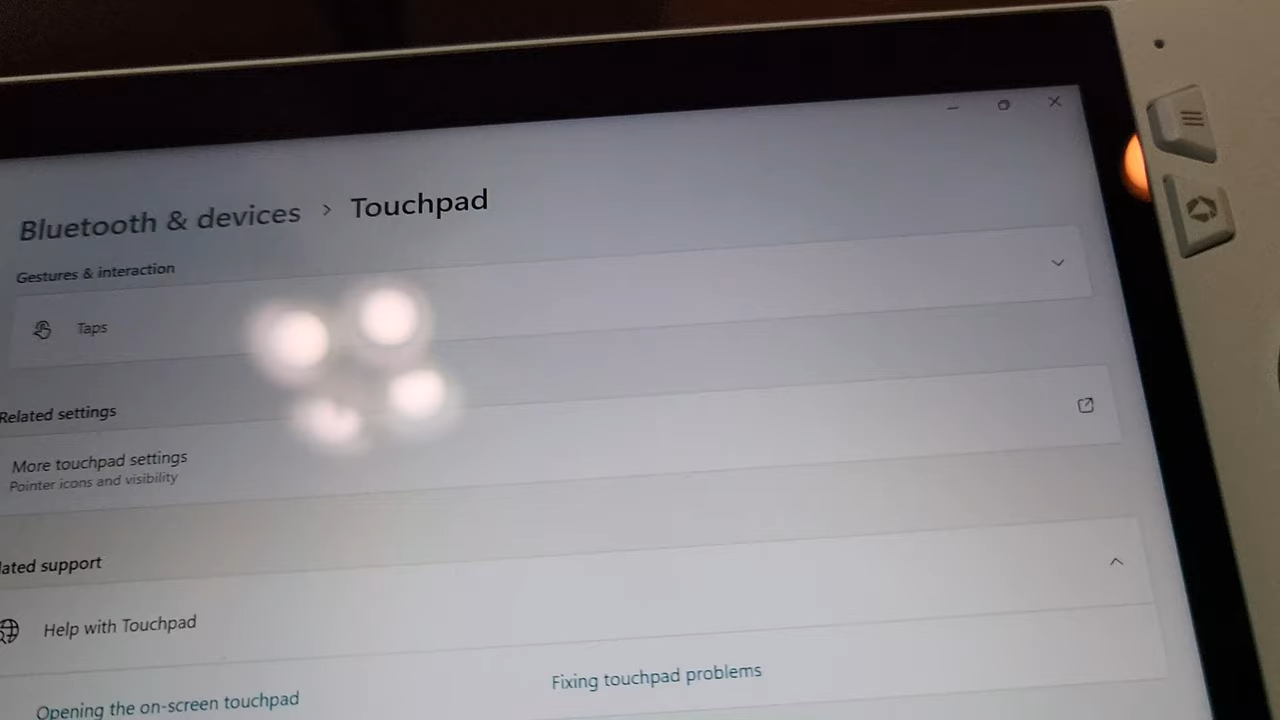 Bluetooth & devices > Touchpad
Gestures & interaction
Taps
Related settings
More touchpad settings
Pointer icons and visibility
lated support
Help with Touchpad
Opening the on-screen touchpad
Fixing touchpad problems